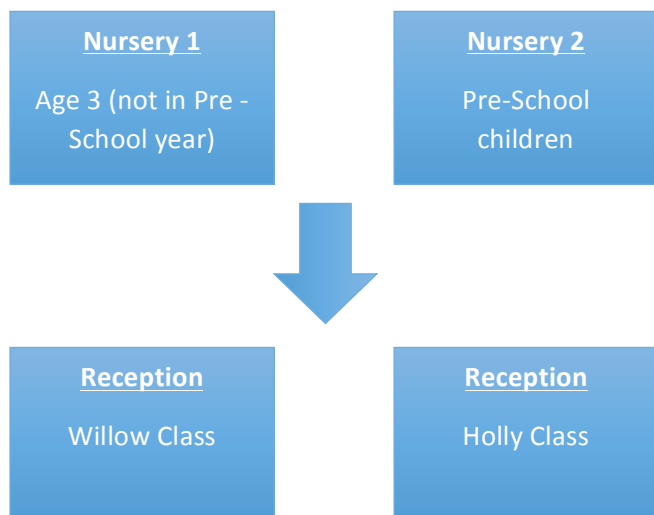 Nursery 1
Age 3 (not in Pre -
School year)
Nursery 2
Pre-School
children
Reception
Willow Class
Reception
Holly Class